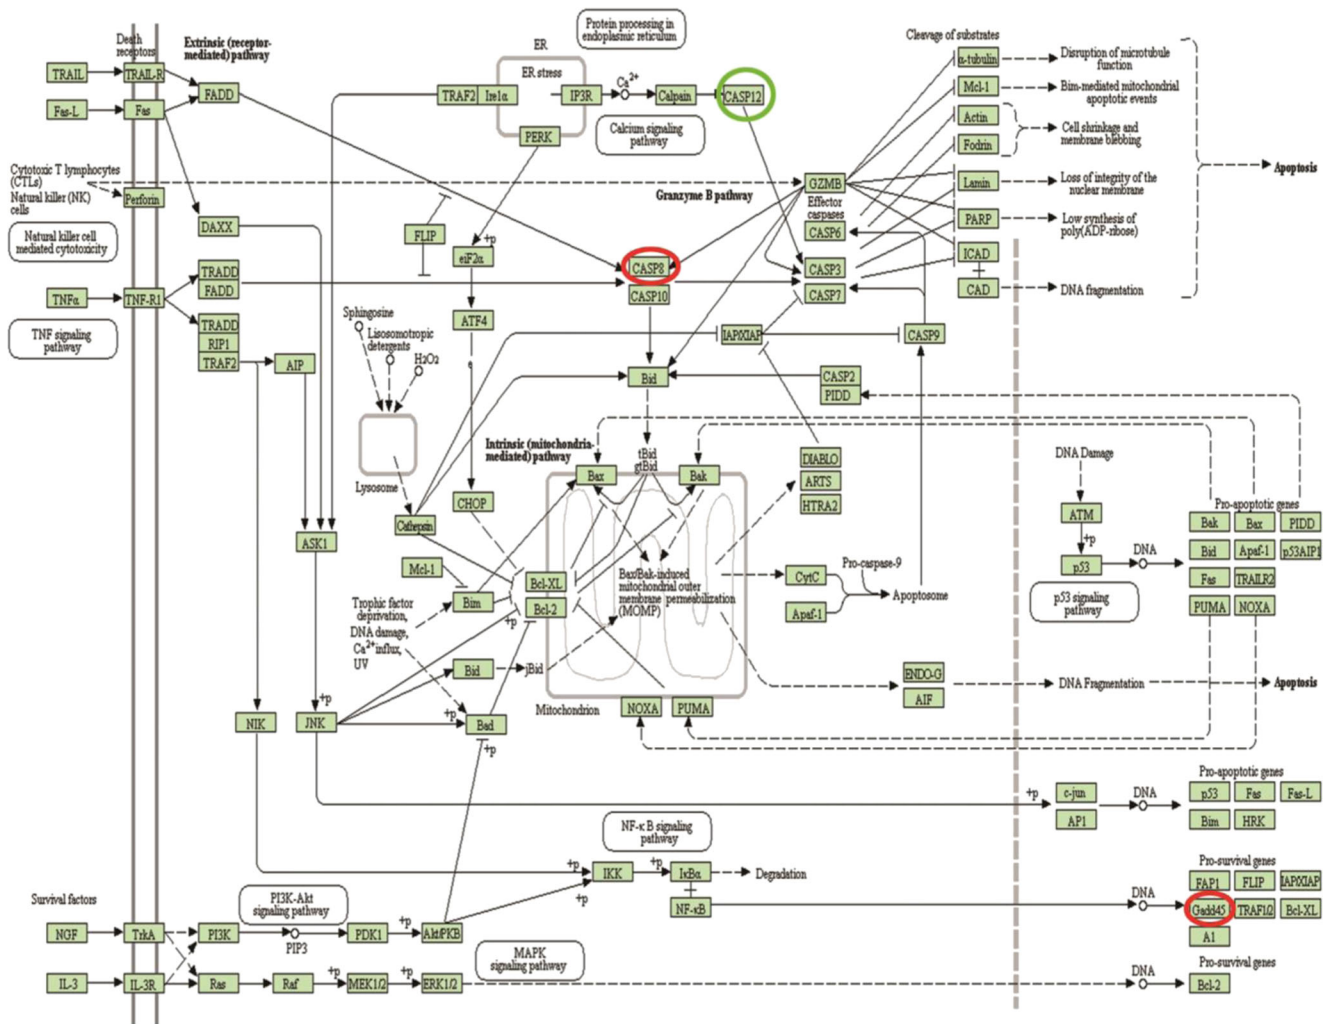 Protein processing in
endoplasmic reticulum
Death
receptors
Extrinsic (receptor-
mediated) pathway
ER
Cleavage of substrates
TRAIL
TRAIL-R
FADD
Fas-L
Fas
ER stress
TRAF2
Ire1α
IP3R
Ca2+
Calpain
CASP12
PERK
Calcium signaling
pathway
α-tubulin
Disruption of microtubule
function
Mcl-1
Bim-mediated mitochondrial
apoptotic events
Actin
Fodrin
Cell shrinkage and
membrane blebbing
Apoptosis
Cytotoxic T lymphocytes
(CTLs)
Natural killer (NK)
cells
Perforin
Granzyme B pathway
GZMB
Lamin
Loss of integrity of the
nuclear membrane
Natural killer cell
mediated cytotoxicity
DAXX
FLIP
+p
eiF2α
Effector
caspases
CASP6
PARP
Low synthesis of
poly(ADP-ribose)
ICAD
CAD
DNA fragmentation
TRADD
FADD
CASP8
CASP10
CASP3
CASP7
TNFα
TNF-R1
TNF signaling
pathway
TRADD
RIP1
TRAF2
AIP
Sphingosine
Lisosomotropic
detergents
H2O2
ATF4
e
IAP/XIAP
CASP9
Bid
CASP2
PIDD
Lysosome
Intrinsic (mitochondria-
mediated) pathway
tBid
gtBid
Bax
Bak
DIABLO
ARTS
HTRA2
DNA Damage
ATM
+p
p53
DNA
p53 signaling
pathway
Pro-apoptotic genes
Bak
Bax
PIDD
Bid
Apaf-1
p53AIP1
Fas
TRAILR2
PUMA
NOXA
CHOP
Cathepsin
ASK1
Mcl-1
Bim
Bcl-XL
Bcl-2
+p
Bax/Bak-induced
mitochondrial outer
membrane permeabilization
(MOMP)
CytC
Apaf-1
Pro-caspase-9
Apoptosome
Trophic factor
deprivation,
DNA damage,
Ca2+influx,
UV
Bid
jBid
ENDO-G
AIF
DNA Fragmentation
Apoptosis
Mitochondrion
NOXA
PUMA
NIK
+p
JNK
+p
Bad
+p
+p
c-jun
AP1
DNA
Pro-apoptotic genes
p53
Fas
Fas-L
Bim
HRK
NF-κB signaling
pathway
+p
IKK
+p
+p
IκBα
Degradation
NF-κB
DNA
Pro-survival genes
FAP1
FLIP
IAP/XIAP
Gadd45
TRAF1/2
Bcl-XL
A1
Survival factors
PI3K-Akt
signaling pathway
NGF
TrkA
PI3K
PIP3
+p
PDK1
+p
Akt/PKB
MAPK
signaling pathway
IL-3
IL-3R
Ras
Raf
+p
MEK1/2
+p
ERK1/2
DNA
Pro-survival genes
Bcl-2